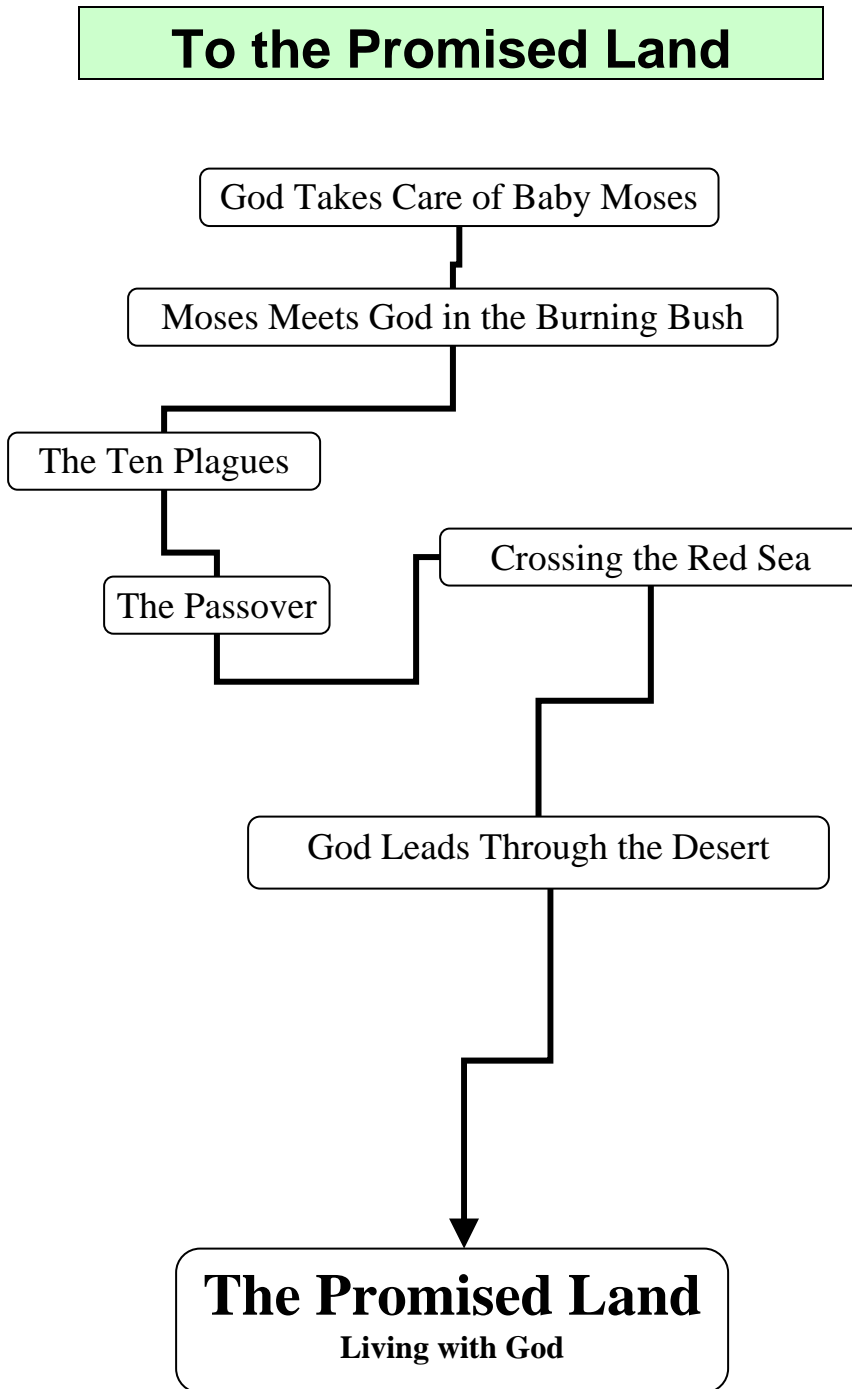 To the Promised Land
God Takes Care of Baby Moses
Moses Meets God in the Burning Bush
The Ten Plagues
The Passover
Crossing the Red Sea
God Leads Through the Desert
The Promised Land
Living with God